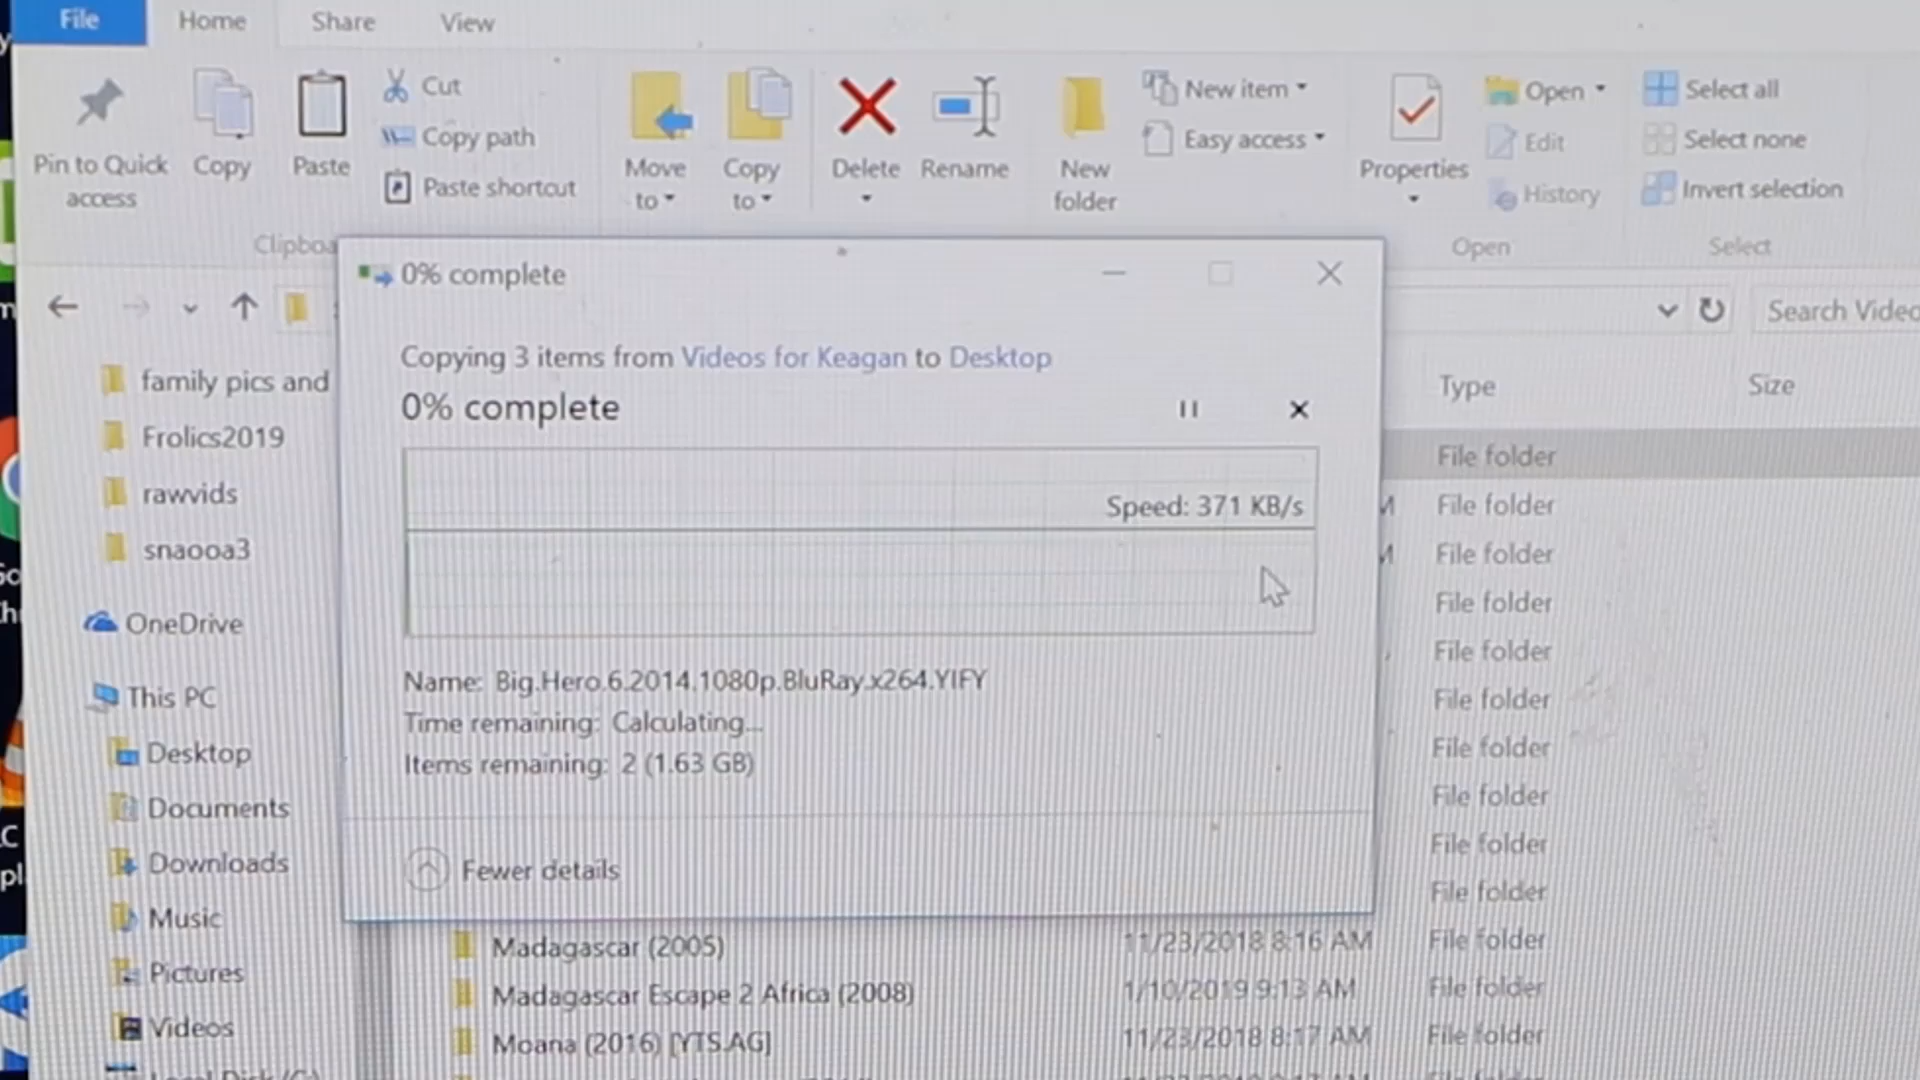 File Home Share View
Pin to Quick access
Copy
Paste
Cut
Copy path
Paste shortcut
Move to
Copy to
Delete
Rename
New folder
New item
Easy access
Properties
Open
Edit
History
Select all
Select none
Invert selection
Open
Select
0% complete
Search
Copying 3 items from Videos for Keagan to Desktop
0% complete
Speed: 371 KB/s
Name: Big.Hero.6.2014.1080p.BluRay.x264.YIFY
Time remaining: Calculating...
Items remaining: 2 (1.63 GB)
Fewer details
family pics and
Frolics2019
rawvids
snaooa3
OneDrive
This PC
Desktop
Documents
Downloads
Music
Pictures
Videos
Type Size
File folder
File folder
File folder
File folder
File folder
File folder
File folder
File folder
File folder
File folder
Madagascar (2005) 11/23/2018 8:16 AM File folder
Madagascar Escape 2 Africa (2008) 1/10/2019 9:13 AM File folder
Moana (2016) [YTS.AG] 11/23/2018 8:17 AM File folder